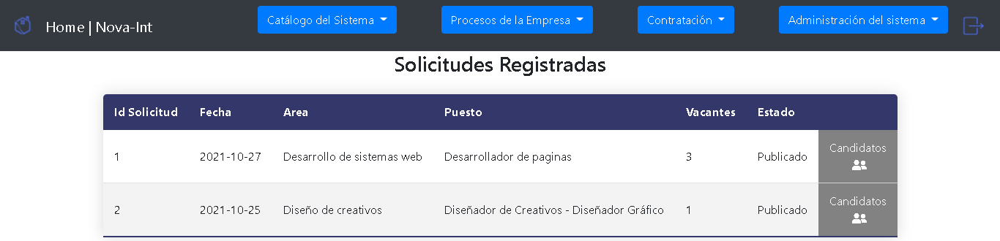 Home | Nova-Int Catálogo del Sistema Procesos de la Empresa Contratación Administración del sistema
Solicitudes Registradas
Id Solicitud Fecha Area Puesto Vacantes Estado
1 2021-10-27 Desarrollo de sistemas web Desarrollador de paginas 3 Publicado Candidatos
2 2021-10-25 Diseño de creativos Diseñador de Creativos - Diseñador Gráfico 1 Publicado Candidatos